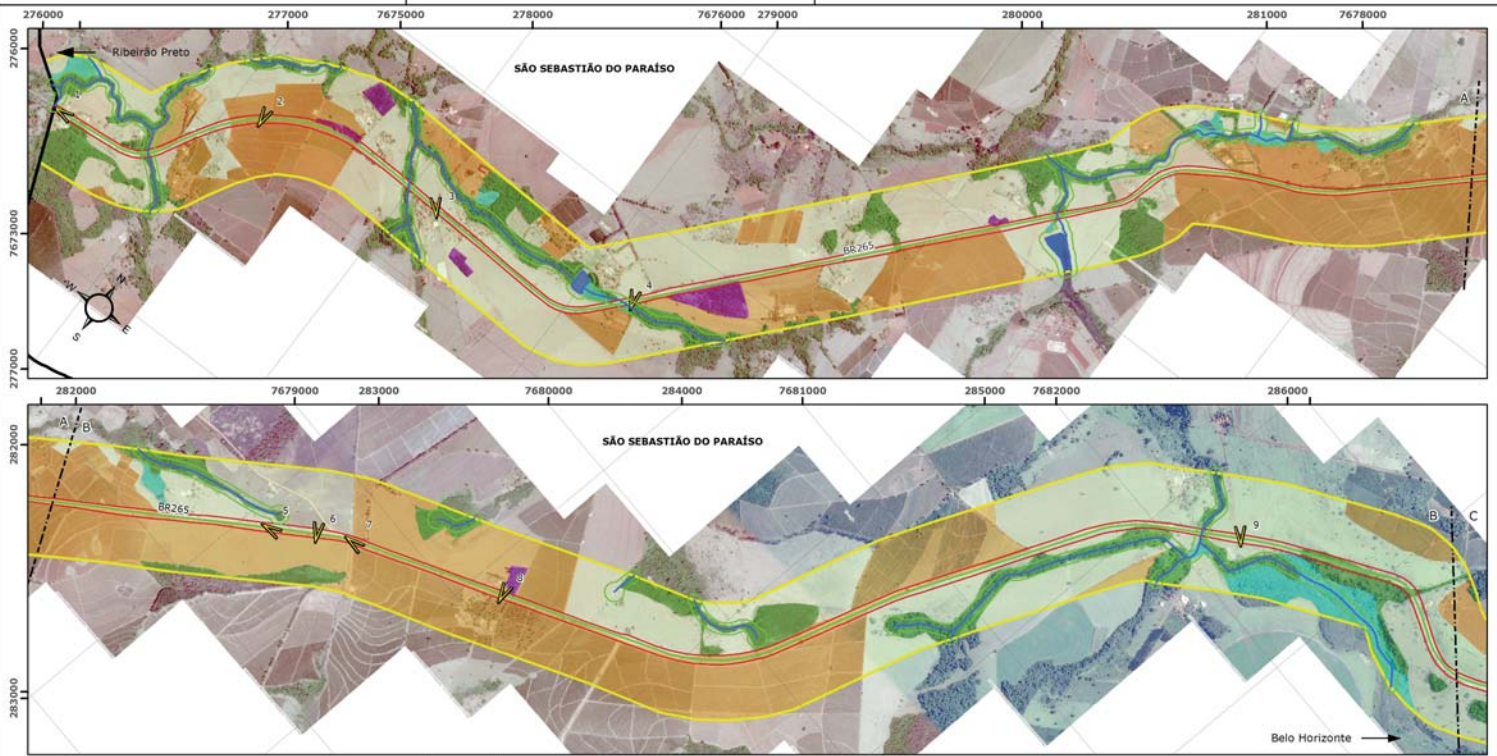 276000 277000 7675000 278000 7676000 279000 280000 281000 7678000
276000
Ribeirão Preto
SÃO SEBASTIÃO DO PARAÍSO
1
2
A
3
7673000
BR265
N
W
E
S
4
277000
282000 7679000 283000 7680000 284000 7681000 285000 7682000 286000
A B
SÃO SEBASTIÃO DO PARAÍSO
282000
BR265
5
6
7
8
9
B C
283000
Belo Horizonte